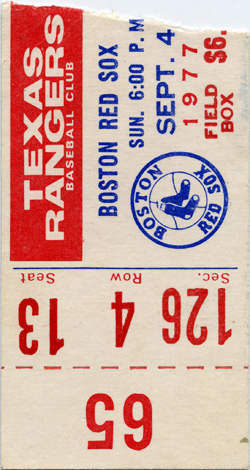 TEXAS
RANGERS
BASEBALL CLUB
BOSTON RED SOX
SUN. 6:00 P.M.
SEPT. 4
1977
FIELD BOX $6.
BOSTON RED SOX
Sec. Row Seat
126 4 13
65